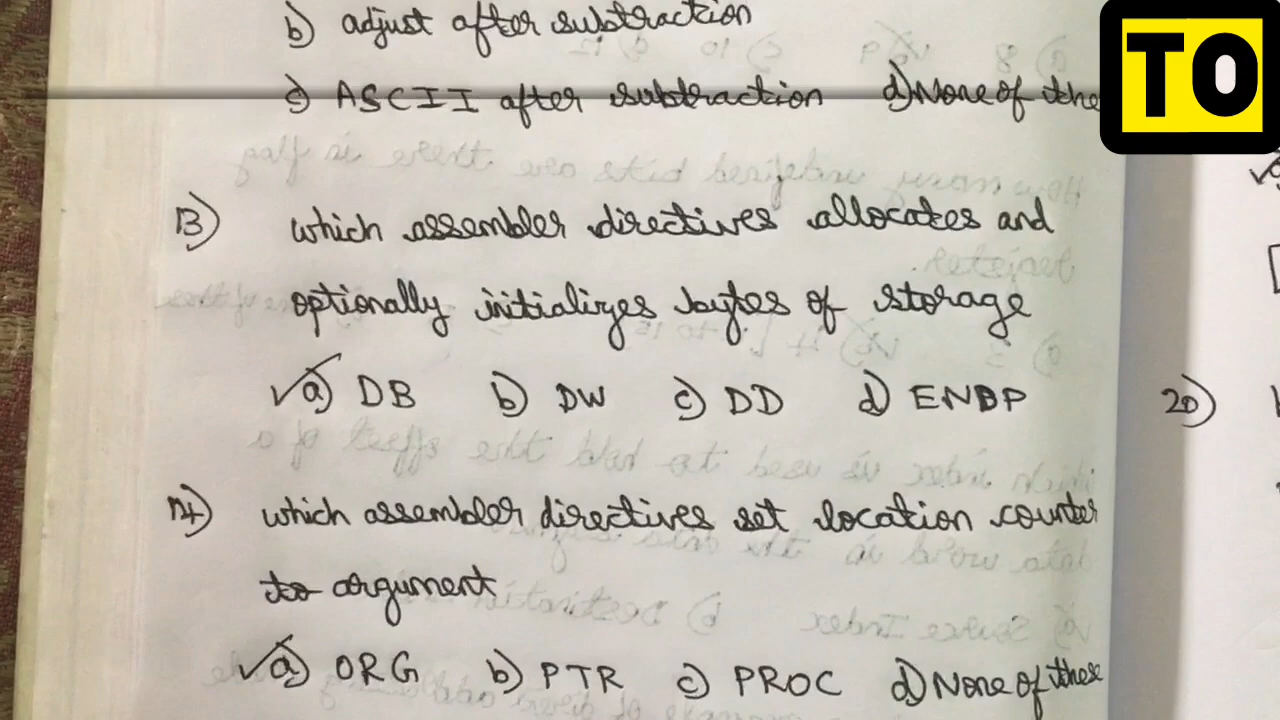 b) adjust after subtraction
c) ASCII after subtraction d) None of the
TO
13) which assembler directives allocates and
optionally initializes bytes of storage
a) DB b) DW c) DD d) ENDP
20)
14) which assembler directives set location counter
to argument
a) ORG b) PTR c) PROC d) None of these